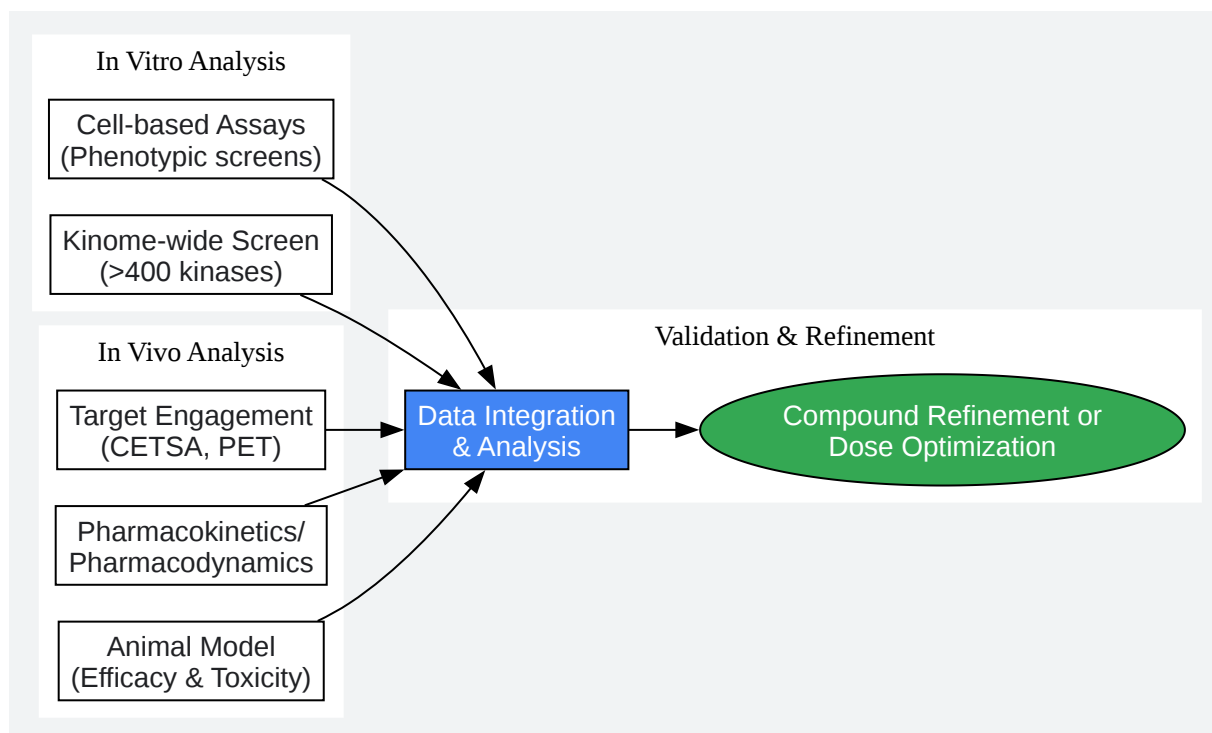 In Vitro Analysis
Cell-based Assays
(Phenotypic screens)
Kinome-wide Screen
(>400 kinases)
In Vivo Analysis
Target Engagement
(CETSA, PET)
Pharmacokinetics/
Pharmacodynamics
Animal Model
(Efficacy & Toxicity)
Validation & Refinement
Data Integration
& Analysis
Compound Refinement or
Dose Optimization